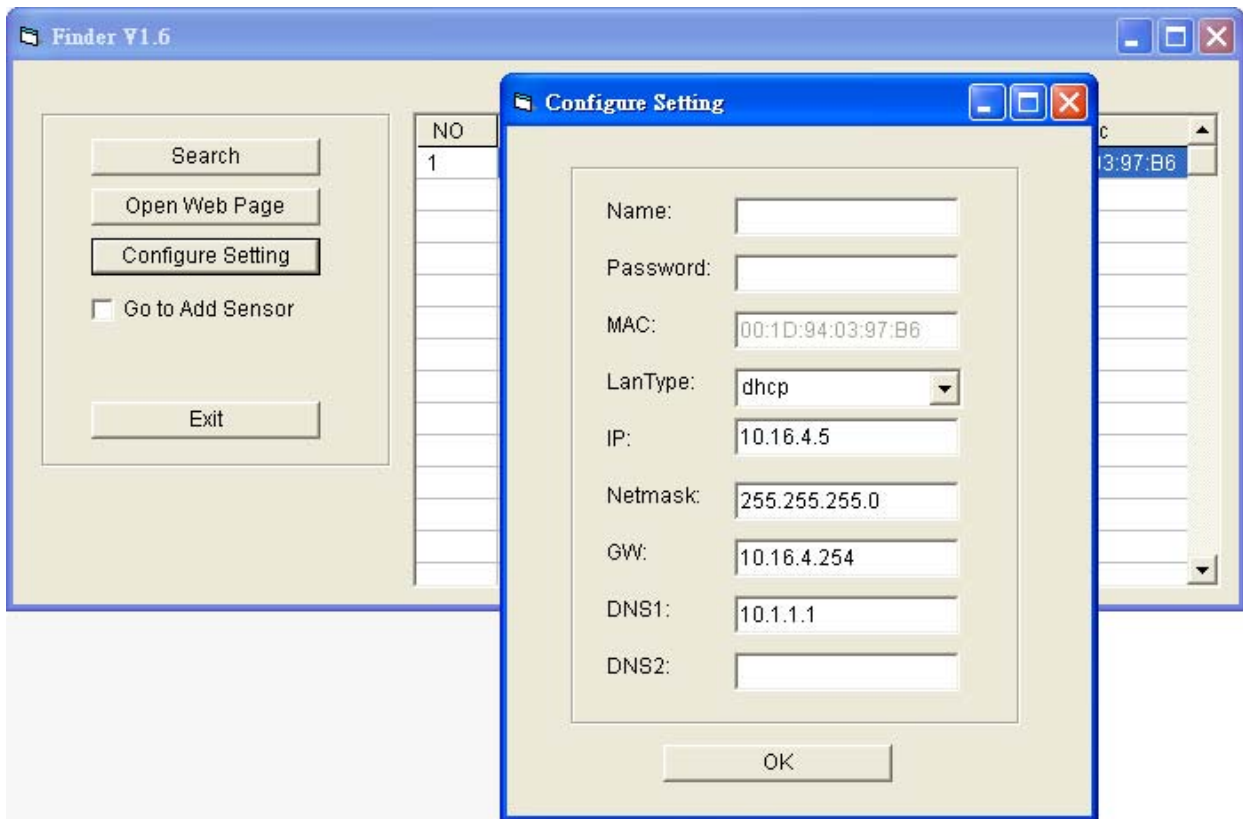 Finder V1.6
Search
Open Web Page
Configure Setting
Go to Add Sensor
Exit
NO
1
c
03:97:B6
Configure Setting
Name:
Password:
MAC: 00:1D:94:03:97:B6
LanType: dhcp
IP: 10.16.4.5
Netmask: 255.255.255.0
GW: 10.16.4.254
DNS1: 10.1.1.1
DNS2:
OK